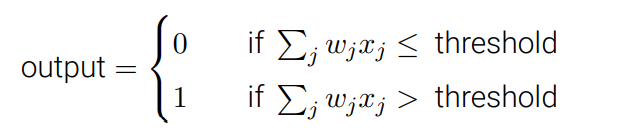 output = { 0 if ∑_j w_j x_j ≤ threshold
1 if ∑_j w_j x_j > threshold